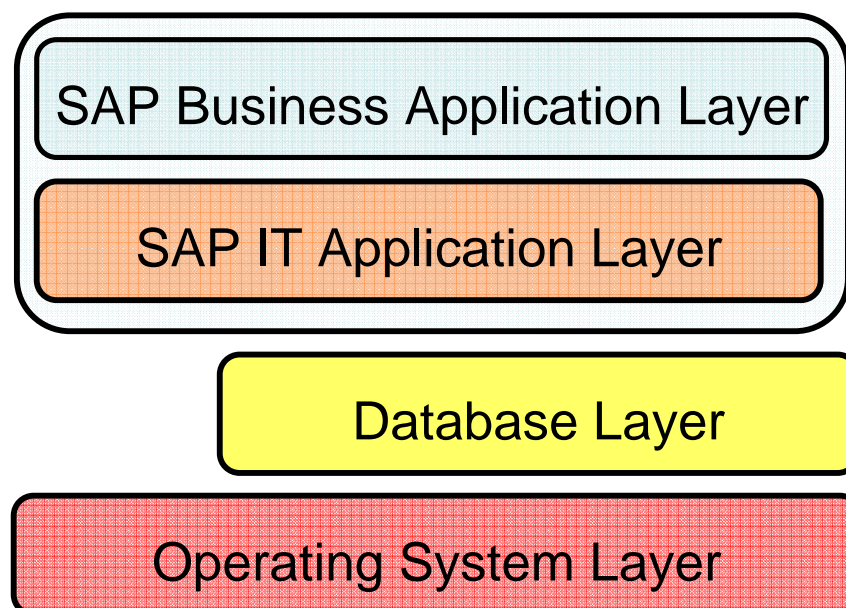 SAP Business Application Layer
SAP IT Application Layer
Database Layer
Operating System Layer